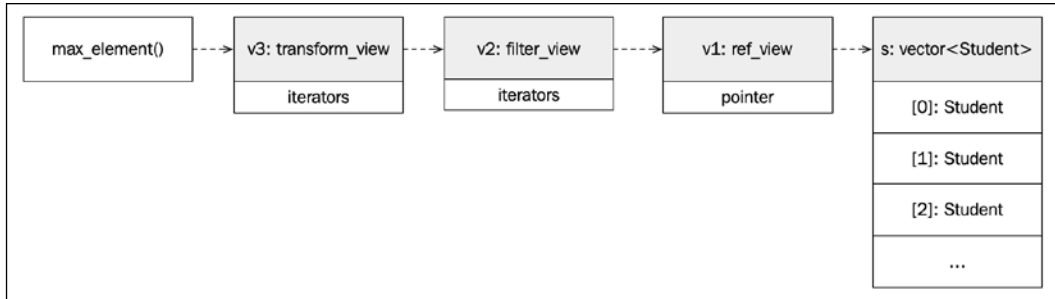 max_element()
v3: transform_view
iterators
v2: filter_view
iterators
v1: ref_view
pointer
s: vector<Student>
[0]: Student
[1]: Student
[2]: Student
...